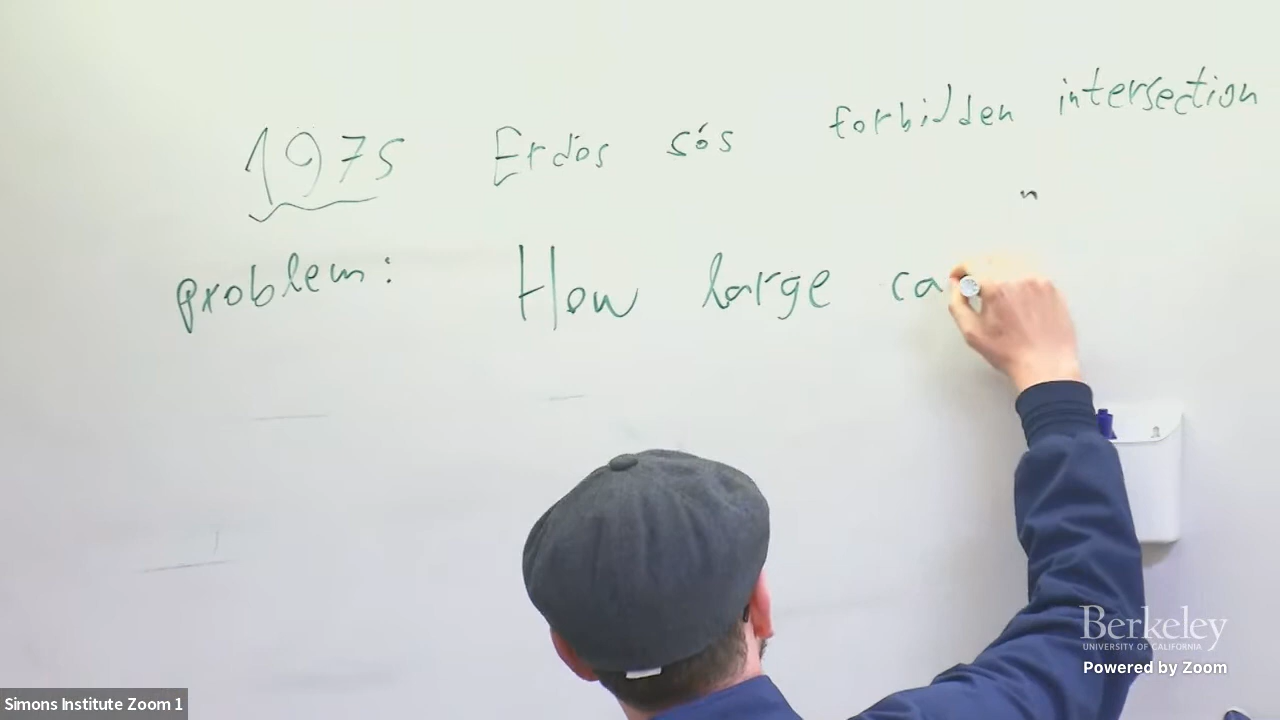 1975 Erdös sós forbidden intersection
problem: How large ca
Berkeley
UNIVERSITY OF CALIFORNIA
Powered by Zoom
Simons Institute Zoom 1